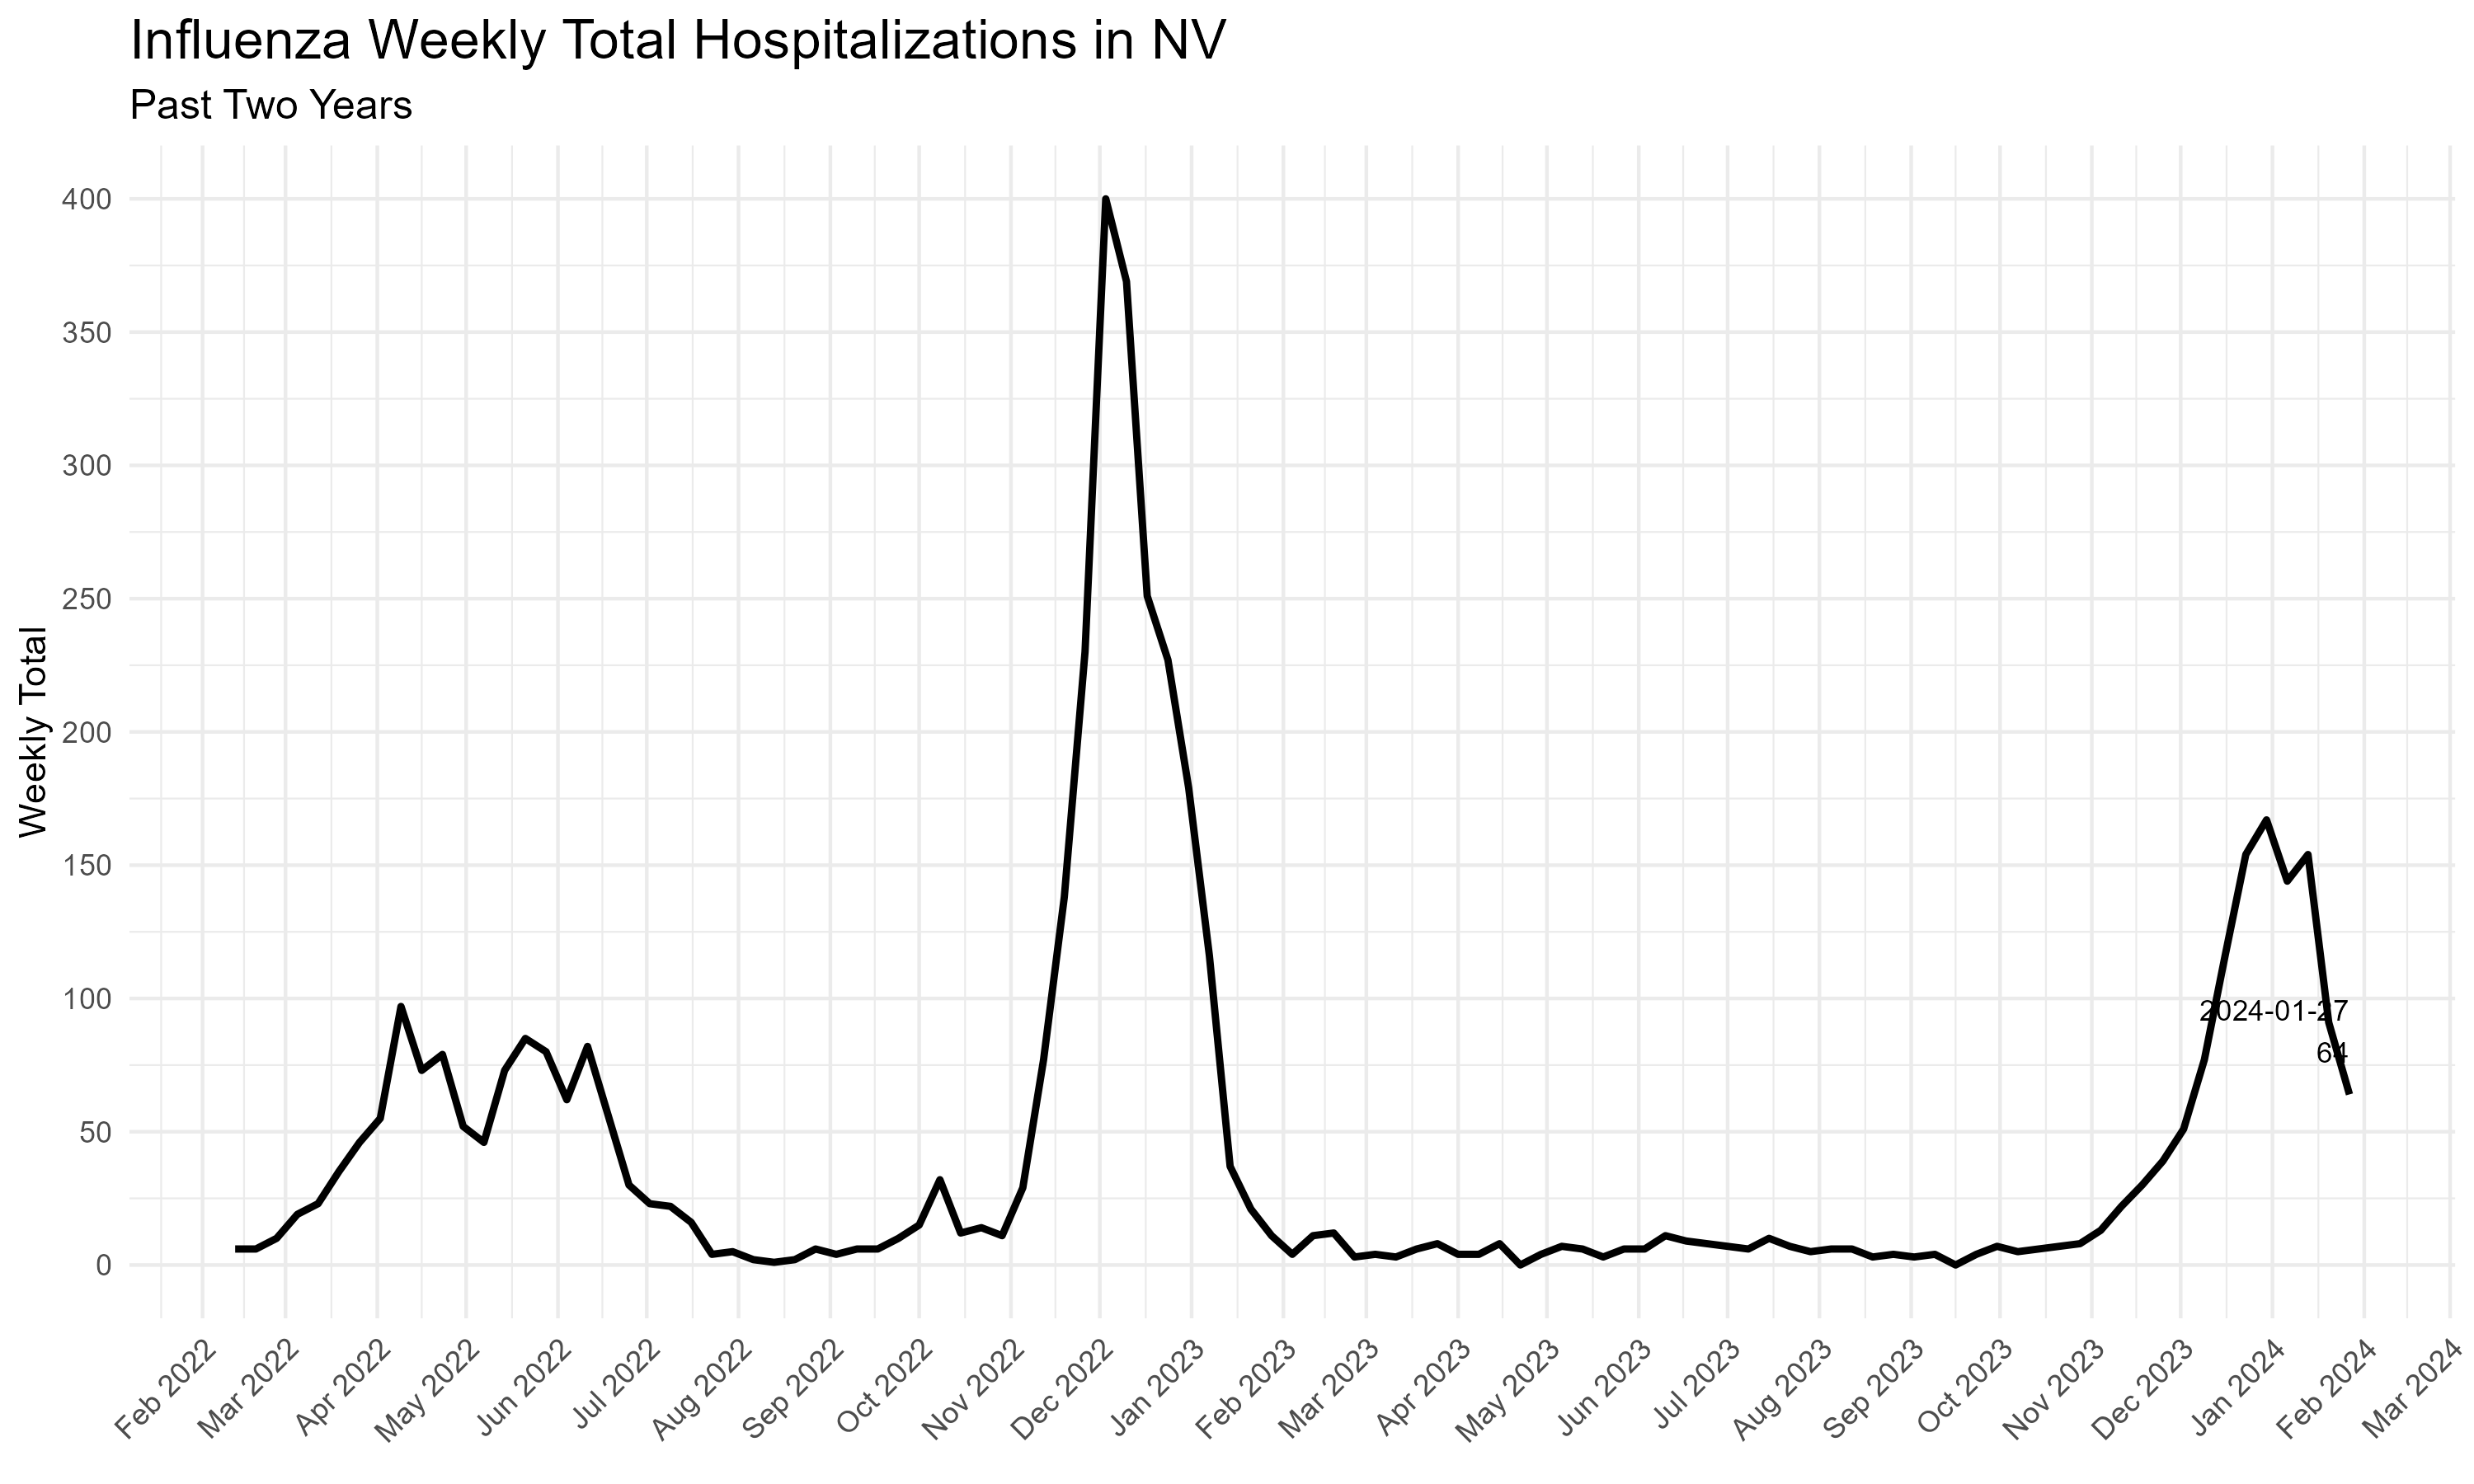 Influenza Weekly Total Hospitalizations in NV
Past Two Years
Weekly Total
400
350
300
250
200
150
100
50
0
2024-01-27
64
Feb 2022
Mar 2022
Apr 2022
May 2022
Jun 2022
Jul 2022
Aug 2022
Sep 2022
Oct 2022
Nov 2022
Dec 2022
Jan 2023
Feb 2023
Mar 2023
Apr 2023
May 2023
Jun 2023
Jul 2023
Aug 2023
Sep 2023
Oct 2023
Nov 2023
Dec 2023
Jan 2024
Feb 2024
Mar 2024